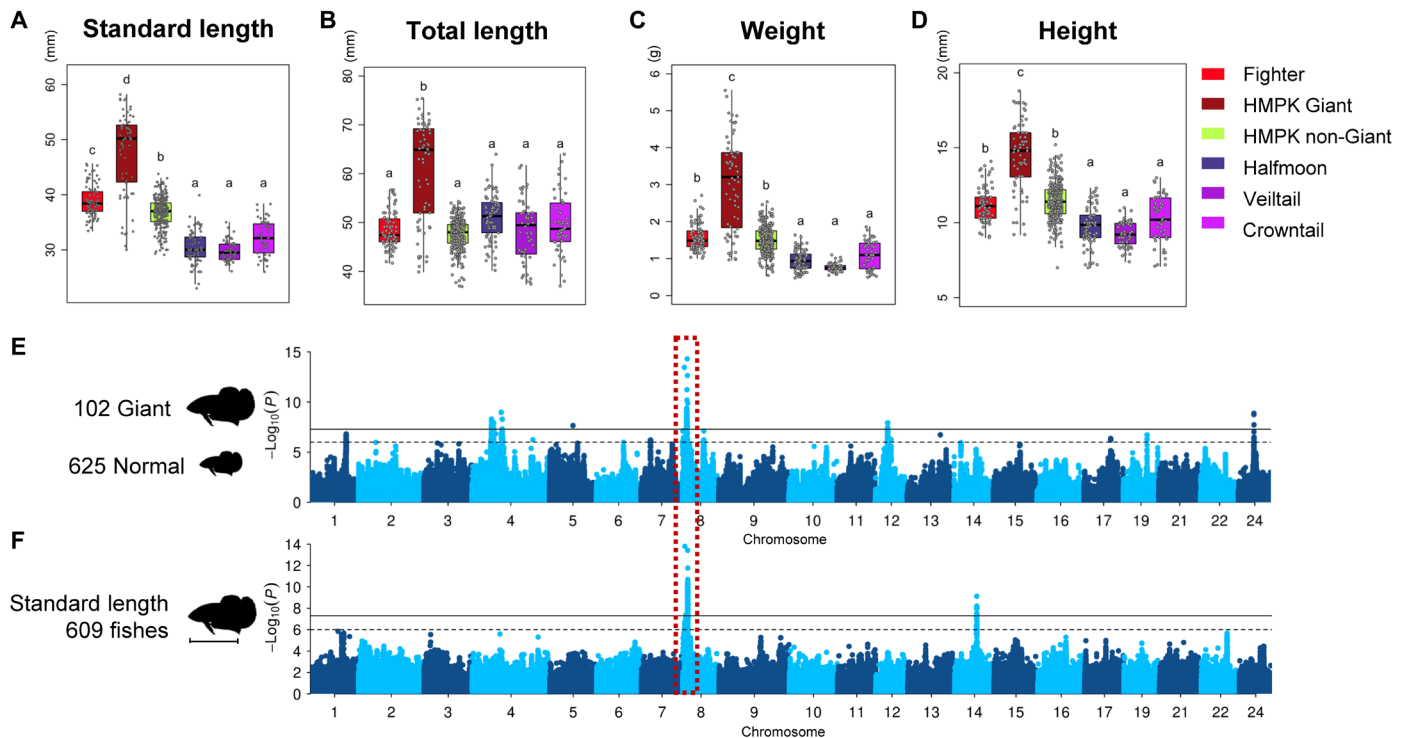 A Standard length
(mm)
60
50
40
30
c
d
b
a
a
a
B Total length
(mm)
80
70
60
50
40
a
b
a
a
a
a
C Weight
(g)
6
5
4
3
2
1
0
b
c
b
a
a
a
D Height
(mm)
20
15
10
5
b
c
b
a
a
a
Fighter
HMPK Giant
HMPK non-Giant
Halfmoon
Veiltail
Crowntail
E
102 Giant
625 Normal
−Log10(P)
15
10
5
0
1 2 3 4 5 6 7 8 9 10 11 12 13 14 15 16 17 19 21 22 24
Chromosome
F
Standard length
609 fishes
−Log10(P)
14
12
10
8
6
4
2
0
1 2 3 4 5 6 7 8 9 10 11 12 13 14 15 16 17 19 21 22 24
Chromosome